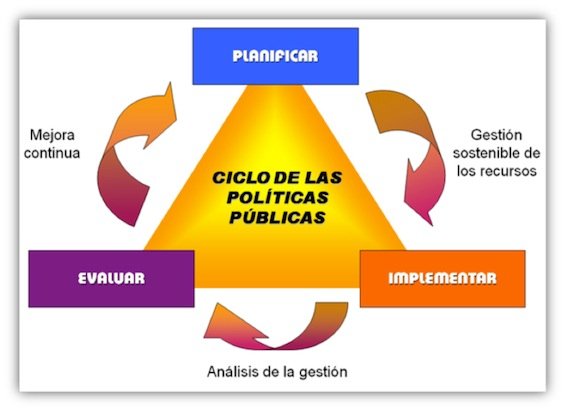 PLANIFICAR
Mejora
continua
Gestión
sostenible de
los recursos
CICLO DE LAS
POLÍTICAS
PÚBLICAS
EVALUAR
IMPLEMENTAR
Análisis de la gestión